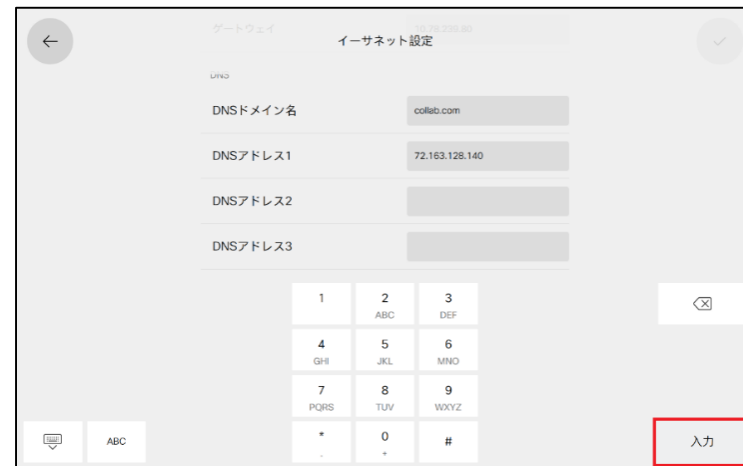 ゲートウェイ
イーサネット設定
DNS
DNSドメイン名 collab.com
DNSアドレス1 72.163.128.140
DNSアドレス2
DNSアドレス3
1 2 3
ABC DEF
4 5 6
GHI JKL MNO
7 8 9
PQRS TUV WXYZ
ABC * 0 # 入力
. +